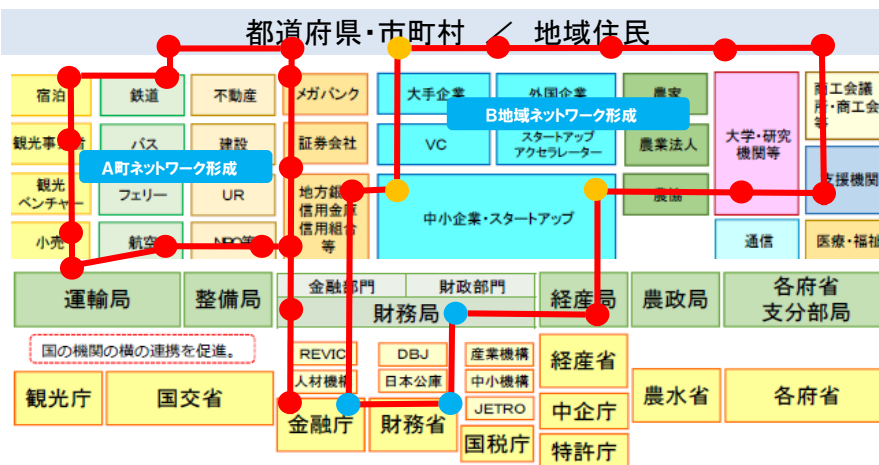 都道府県・市町村 ／ 地域住民
宿泊
鉄道
不動産
メガバンク
大手企業
外国企業
農家
大学・研究
機関等
商工会議
所・商工会
等
B地域ネットワーク形成
バス
建設
証券会社
VC
スタートアップ
アクセラレーター
農業法人
A町ネットワーク形成
観光
ベンチャー
フェリー
UR
信用金庫
信用組合
等
中小企業・スタートアップ
農協
支援機関
小売
航空
NPO等
通信
医療・福祉
運輸局
整備局
金融部門
財政部門
財務局
経産局
農政局
各府省
支分部局
国の機関の横の連携を促進。
REVIC
DBJ
産業機構
人材機構
日本公庫
中小機構
JETRO
観光庁
国交省
金融庁
財務省
国税庁
経産省
中企庁
特許庁
農水省
各府省